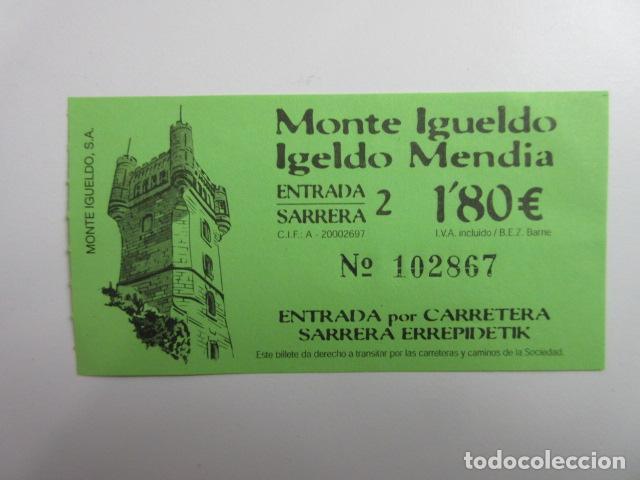 MONTE IGUELDO, S.A.
Monte Igueldo
Igeldo Mendia
ENTRADA
SARRERA 2 1'80 €
C.I.F.: A - 20002697 I.V.A. incluido / B.E.Z. Barne
Nº 102867
ENTRADA por CARRETERA
SARRERA ERREPIDETIK
Este billete da derecho a transitar por las carreteras y caminos de la Sociedad.
todocoleccion